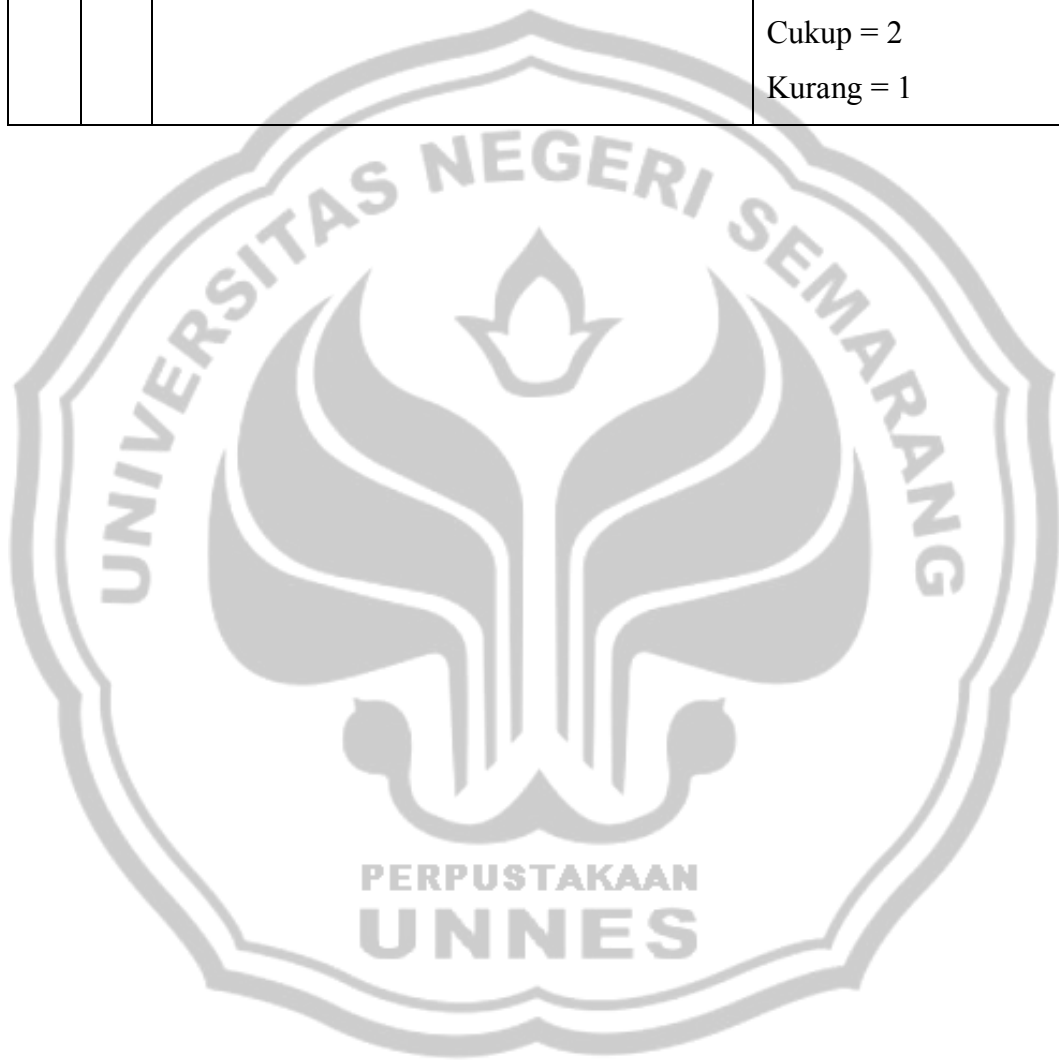 Cukup = 2
Kurang = 1
UNIVERSITAS NEGERI SEMARANG
PERPUSTAKAAN
UNNES